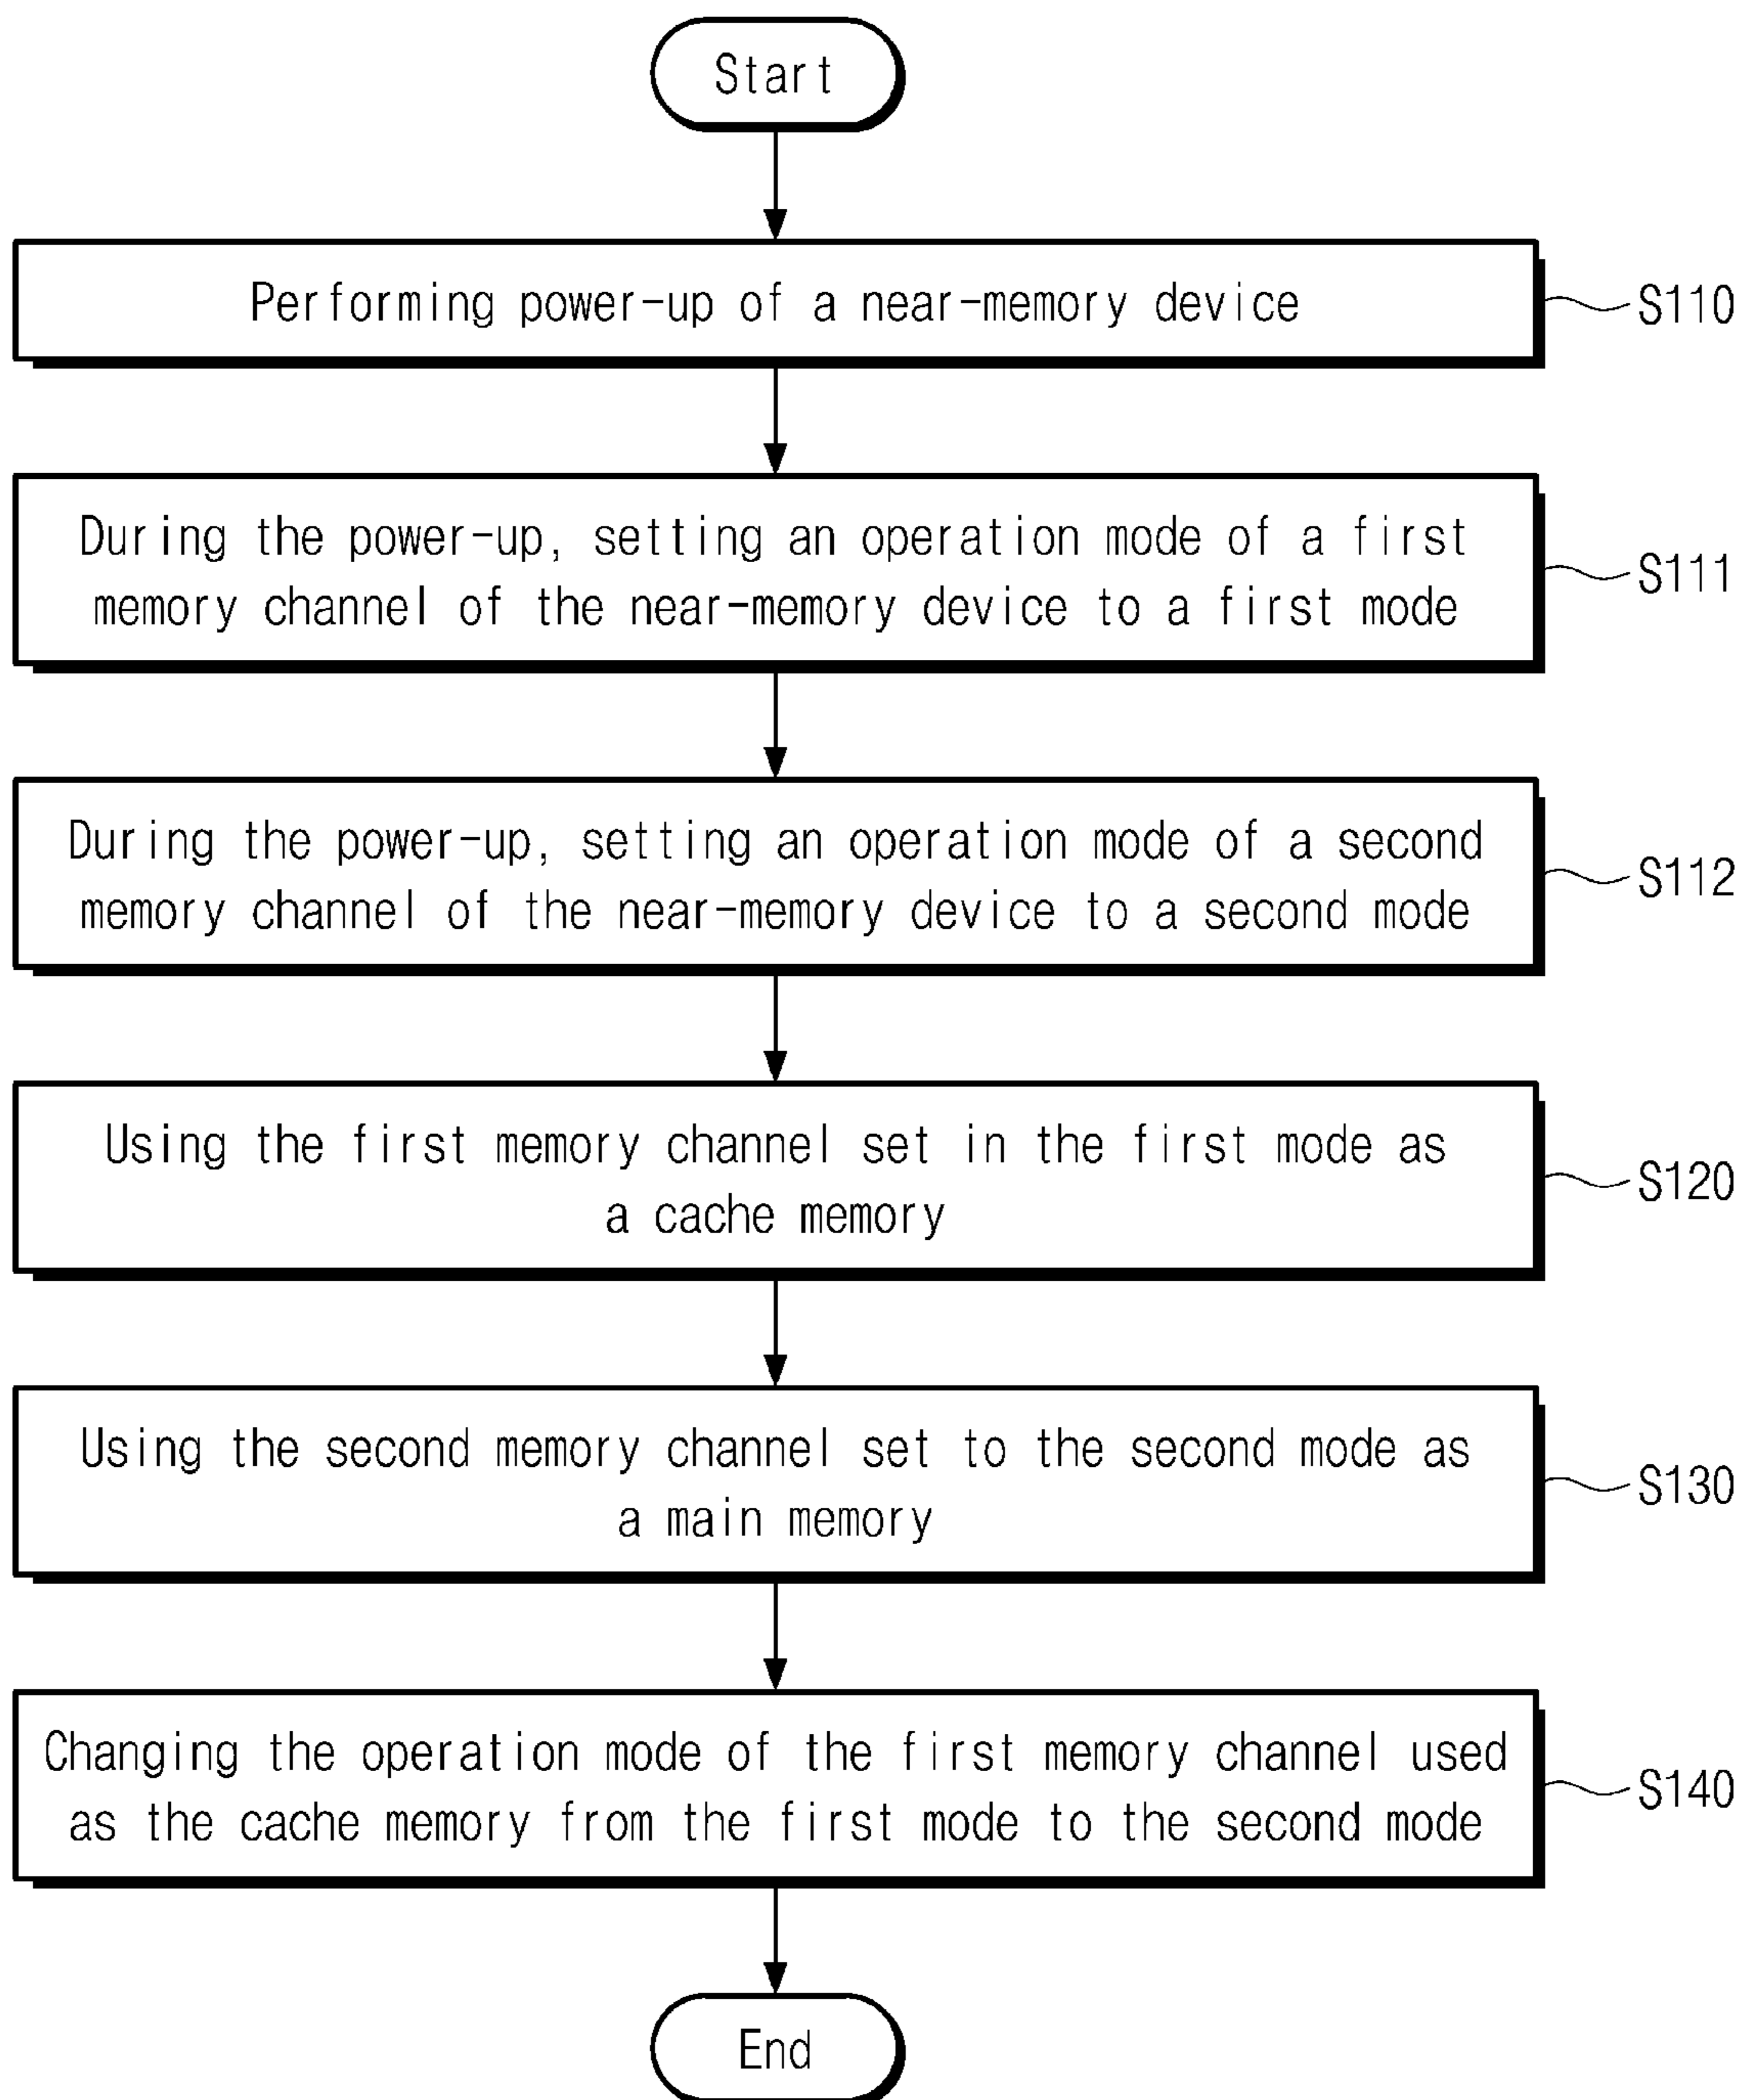 Start
Performing power-up of a near-memory device
S110
During the power-up, setting an operation mode of a first
memory channel of the near-memory device to a first mode
S111
During the power-up, setting an operation mode of a second
memory channel of the near-memory device to a second mode
S112
Using the first memory channel set in the first mode as
a cache memory
S120
Using the second memory channel set to the second mode as
a main memory
S130
Changing the operation mode of the first memory channel used
as the cache memory from the first mode to the second mode
S140
End